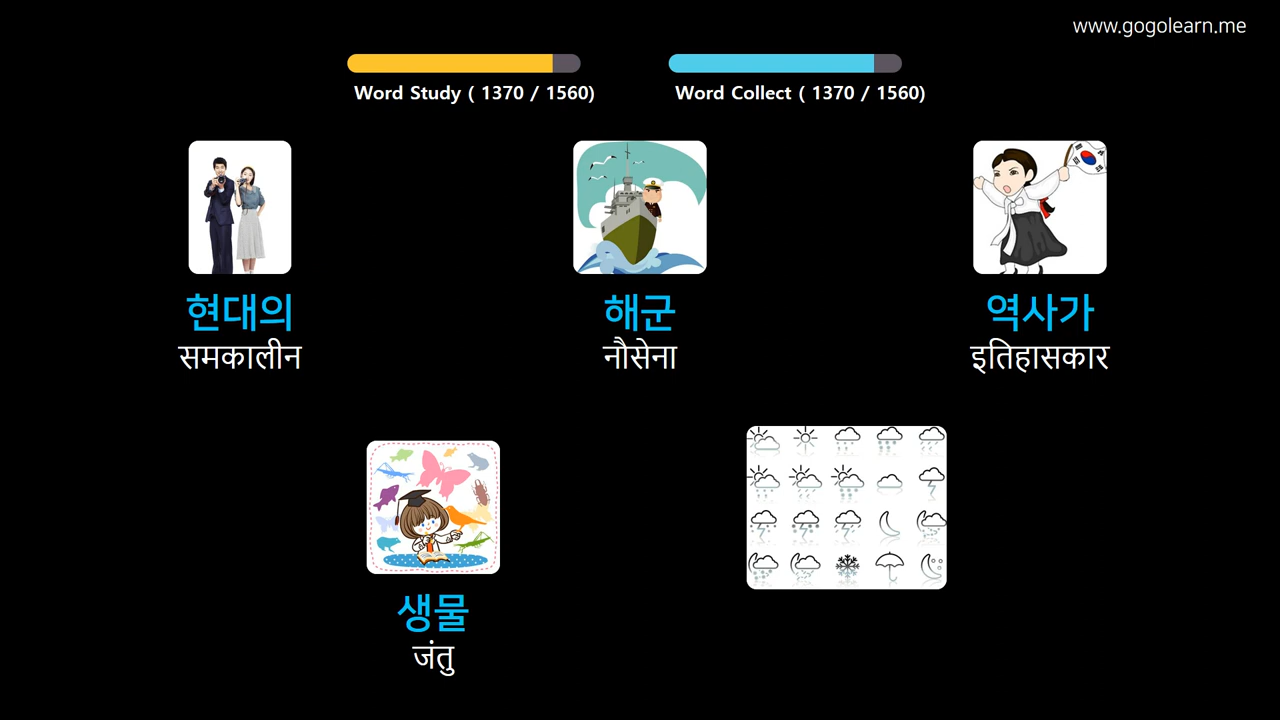 www.gogolearn.me
Word Study ( 1370 / 1560)
Word Collect ( 1370 / 1560)
현대의
समकालीन
해군
नौसेना
역사가
इतिहासकार
생물
जंतु